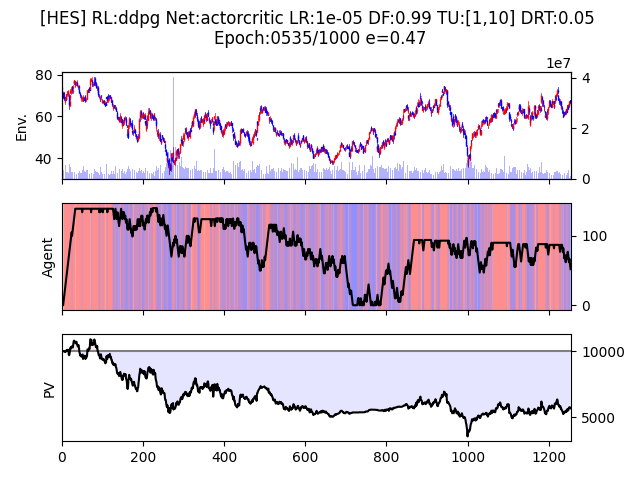 [HES] RL:ddpg Net:actorcritic LR:1e-05 DF:0.99 TU:[1,10] DRT:0.05
Epoch:0535/1000 e=0.47
1e7
80
60
40
Env.
4
2
0
Agent
100
0
PV
10000
5000
0 200 400 600 800 1000 1200